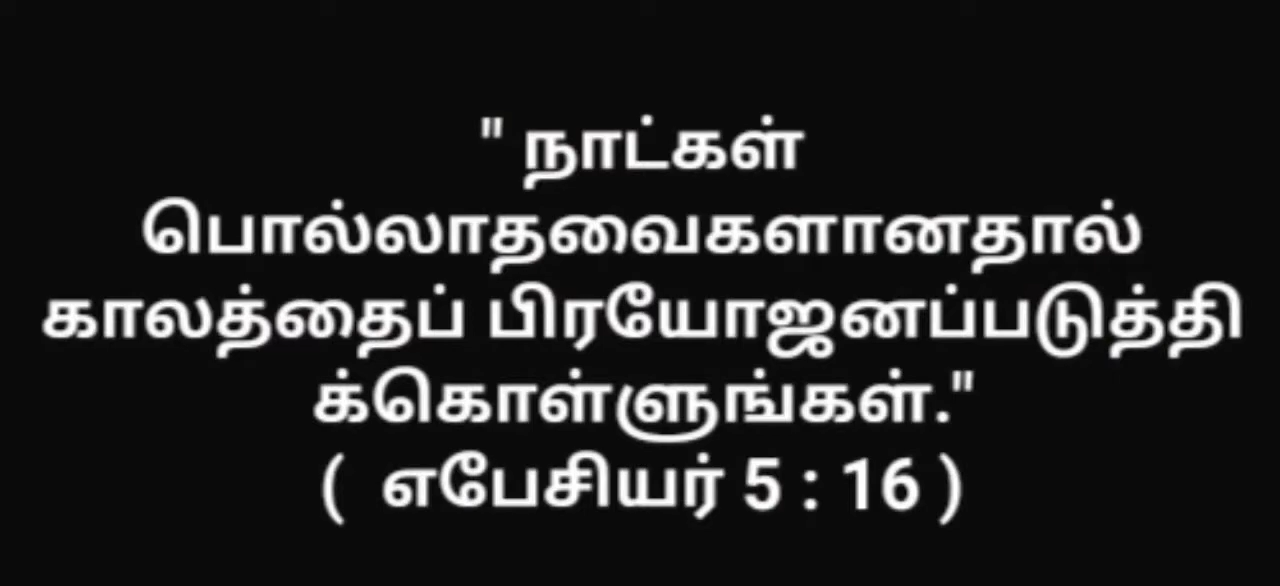 " நாட்கள்
பொல்லாதவைகளானதால்
காலத்தைப் பிரயோஜனப்படுத்தி
க்கொள்ளுங்கள்."
( எபேசியர் 5 : 16 )